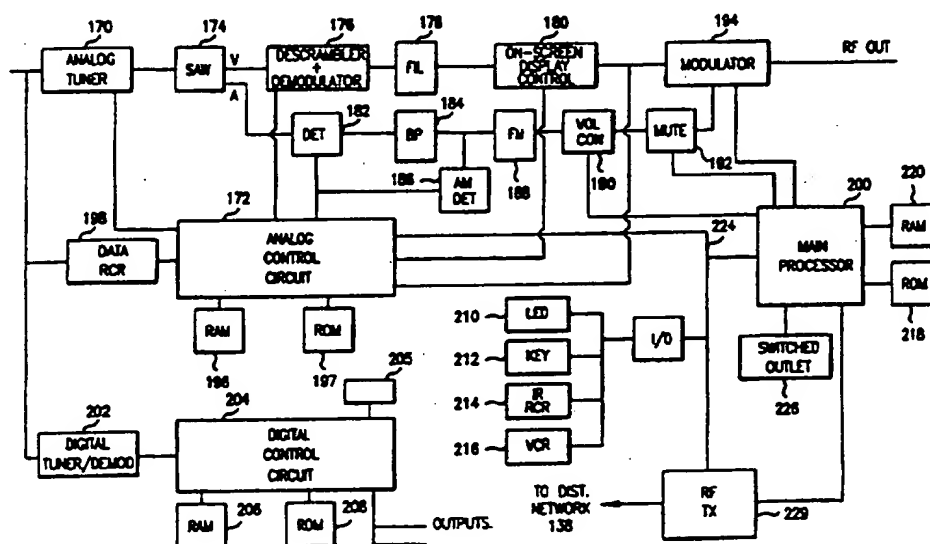 170
174
176
178
180
194
ANALOG
TUNER
SAW
V
A
DESCRAMBLER
+
DEMODULATOR
FIL
ON-SCREEN
DISPLAY
CONTROL
MODULATOR
RF OUT
182
184
DET
BP
FM
VOL
CON
MUTE
186
AM
DET
188
190
192
198
172
200
220
DATA
RCR
ANALOG
CONTROL
CIRCUIT
224
MAIN
PROCESSOR
RAM
ROM
218
RAM
ROM
196
197
210
LED
212
KEY
214
IR
RCR
216
VCR
I/O
SWITCHED
OUTLET
226
205
202
204
DIGITAL
TUNER/DEMOD
DIGITAL
CONTROL
CIRCUIT
RAM
206
ROM
208
OUTPUTS
TO DIST.
NETWORK
138
RF
TX
229